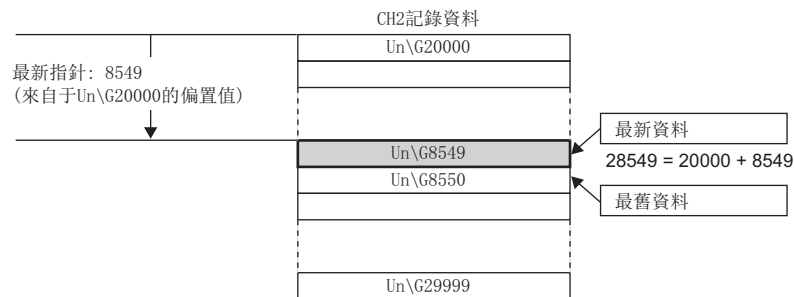 CH2記錄資料
Un\G20000
最新指針: 8549
(來自于Un\G20000的偏置值)
最新資料
Un\G8549
28549 = 20000 + 8549
Un\G8550
最舊資料
Un\G29999